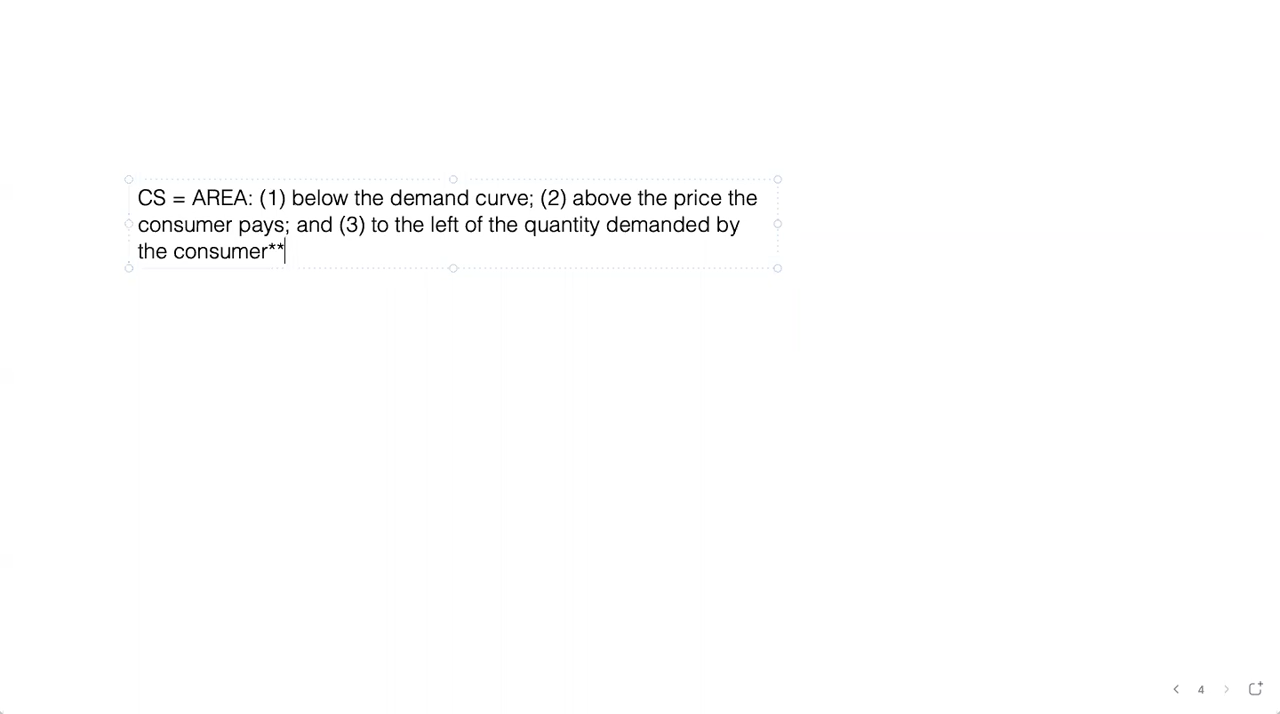 CS = AREA: (1) below the demand curve; (2) above the price the
consumer pays; and (3) to the left of the quantity demanded by
the consumer**
4